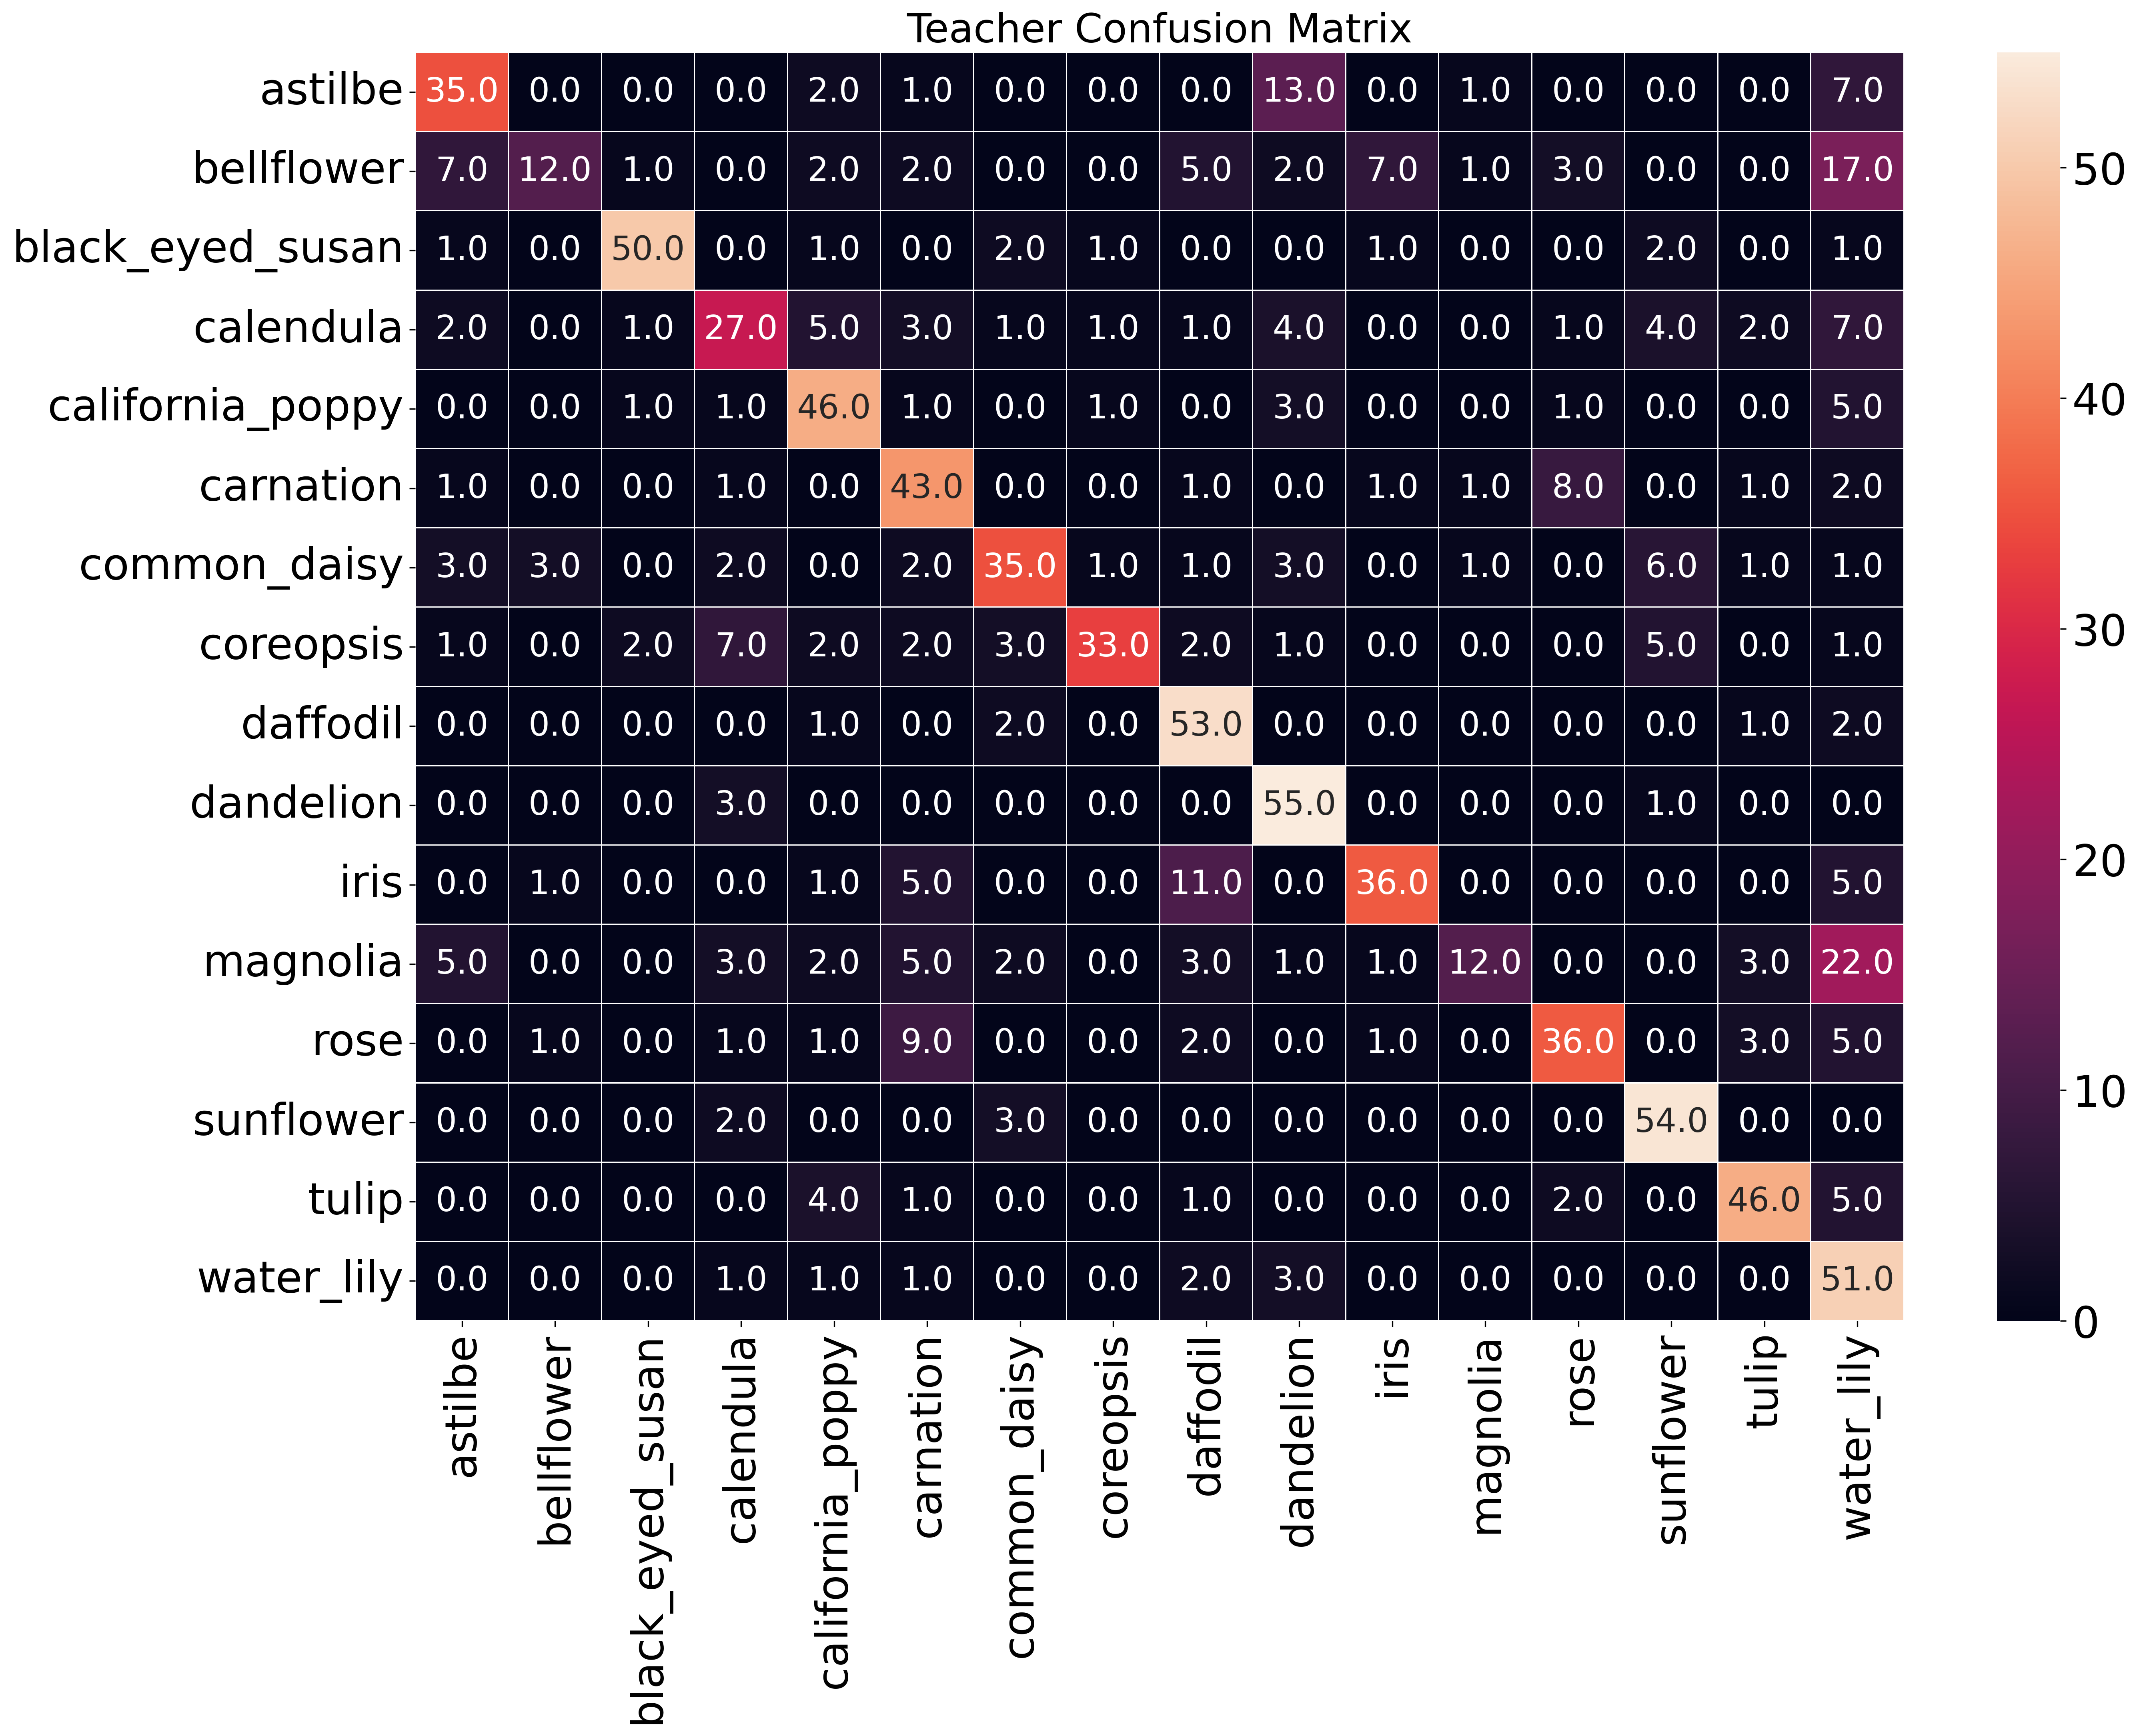 Teacher Confusion Matrix
astilbe 35.0 0.0 0.0 0.0 2.0 1.0 0.0 0.0 0.0 13.0 0.0 1.0 0.0 0.0 0.0 7.0
bellflower 7.0 12.0 1.0 0.0 2.0 2.0 0.0 0.0 5.0 2.0 7.0 1.0 3.0 0.0 0.0 17.0
black_eyed_susan 1.0 0.0 50.0 0.0 1.0 0.0 2.0 1.0 0.0 0.0 1.0 0.0 0.0 2.0 0.0 1.0
calendula 2.0 0.0 1.0 27.0 5.0 3.0 1.0 1.0 1.0 4.0 0.0 0.0 1.0 4.0 2.0 7.0
california_poppy 0.0 0.0 1.0 1.0 46.0 1.0 0.0 1.0 0.0 3.0 0.0 0.0 1.0 0.0 0.0 5.0
carnation 1.0 0.0 0.0 1.0 0.0 43.0 0.0 0.0 1.0 0.0 1.0 1.0 8.0 0.0 1.0 2.0
common_daisy 3.0 3.0 0.0 2.0 0.0 2.0 35.0 1.0 1.0 3.0 0.0 1.0 0.0 6.0 1.0 1.0
coreopsis 1.0 0.0 2.0 7.0 2.0 2.0 3.0 33.0 2.0 1.0 0.0 0.0 0.0 5.0 0.0 1.0
daffodil 0.0 0.0 0.0 0.0 1.0 0.0 2.0 0.0 53.0 0.0 0.0 0.0 0.0 0.0 1.0 2.0
dandelion 0.0 0.0 0.0 3.0 0.0 0.0 0.0 0.0 0.0 55.0 0.0 0.0 0.0 1.0 0.0 0.0
iris 0.0 1.0 0.0 0.0 1.0 5.0 0.0 0.0 11.0 0.0 36.0 0.0 0.0 0.0 0.0 5.0
magnolia 5.0 0.0 0.0 3.0 2.0 5.0 2.0 0.0 3.0 1.0 1.0 12.0 0.0 0.0 3.0 22.0
rose 0.0 1.0 0.0 1.0 1.0 9.0 0.0 0.0 2.0 0.0 1.0 0.0 36.0 0.0 3.0 5.0
sunflower 0.0 0.0 0.0 2.0 0.0 0.0 3.0 0.0 0.0 0.0 0.0 0.0 0.0 54.0 0.0 0.0
tulip 0.0 0.0 0.0 0.0 4.0 1.0 0.0 0.0 1.0 0.0 0.0 0.0 2.0 0.0 46.0 5.0
water_lily 0.0 0.0 0.0 1.0 1.0 1.0 0.0 0.0 2.0 3.0 0.0 0.0 0.0 0.0 0.0 51.0
astilbe
bellflower
black_eyed_susan
calendula
california_poppy
carnation
common_daisy
coreopsis
daffodil
dandelion
iris
magnolia
rose
sunflower
tulip
water_lily
50
40
30
20
10
0